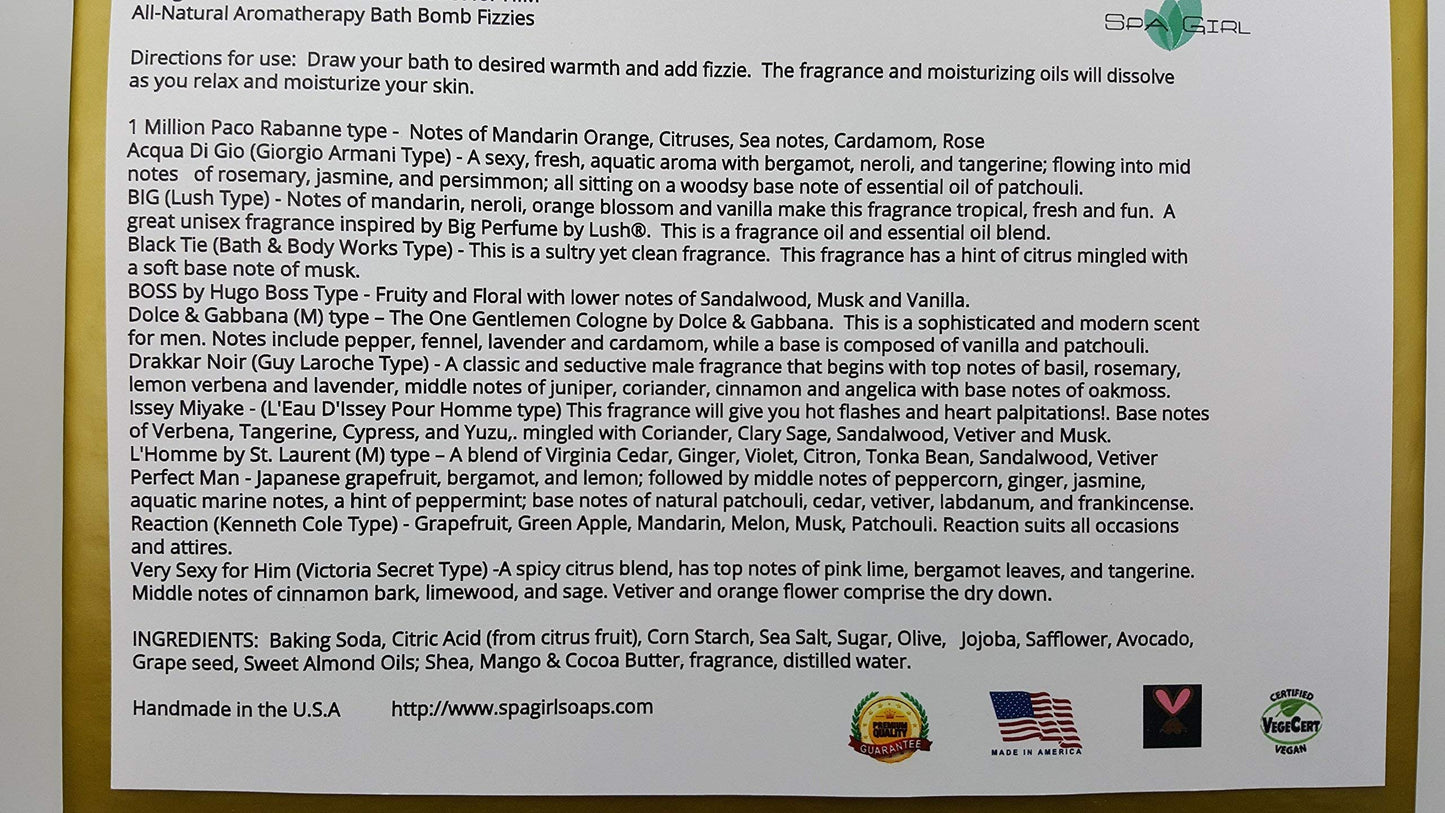 All-Natural Aromatherapy Bath Bomb Fizzies
SPA GIRL
Directions for use:  Draw your bath to desired warmth and add fizzie.  The fragrance and moisturizing oils will dissolve
as you relax and moisturize your skin.
1 Million Paco Rabanne type -  Notes of Mandarin Orange, Citruses, Sea notes, Cardamom, Rose
Acqua Di Gio (Giorgio Armani Type) - A sexy, fresh, aquatic aroma with bergamot, neroli, and tangerine; flowing into mid
notes   of rosemary, jasmine, and persimmon; all sitting on a woodsy base note of essential oil of patchouli.
BIG (Lush Type) - Notes of mandarin, neroli, orange blossom and vanilla make this fragrance tropical, fresh and fun.  A
great unisex fragrance inspired by Big Perfume by Lush®.  This is a fragrance oil and essential oil blend.
Black Tie (Bath & Body Works Type) - This is a sultry yet clean fragrance.  This fragrance has a hint of citrus mingled with
a soft base note of musk.
BOSS by Hugo Boss Type - Fruity and Floral with lower notes of Sandalwood, Musk and Vanilla.
Dolce & Gabbana (M) type – The One Gentlemen Cologne by Dolce & Gabbana.  This is a sophisticated and modern scent
for men. Notes include pepper, fennel, lavender and cardamom, while a base is composed of vanilla and patchouli.
Drakkar Noir (Guy Laroche Type) - A classic and seductive male fragrance that begins with top notes of basil, rosemary,
lemon verbena and lavender, middle notes of juniper, coriander, cinnamon and angelica with base notes of oakmoss.
Issey Miyake - (L'Eau D'Issey Pour Homme type) This fragrance will give you hot flashes and heart palpitations!. Base notes
of Verbena, Tangerine, Cypress, and Yuzu,. mingled with Coriander, Clary Sage, Sandalwood, Vetiver and Musk.
L'Homme by St. Laurent (M) type – A blend of Virginia Cedar, Ginger, Violet, Citron, Tonka Bean, Sandalwood, Vetiver
Perfect Man - Japanese grapefruit, bergamot, and lemon; followed by middle notes of peppercorn, ginger, jasmine,
aquatic marine notes, a hint of peppermint; base notes of natural patchouli, cedar, vetiver, labdanum, and frankincense.
Reaction (Kenneth Cole Type) - Grapefruit, Green Apple, Mandarin, Melon, Musk, Patchouli. Reaction suits all occasions
and attires.
Very Sexy for Him (Victoria Secret Type) -A spicy citrus blend, has top notes of pink lime, bergamot leaves, and tangerine.
Middle notes of cinnamon bark, limewood, and sage. Vetiver and orange flower comprise the dry down.
INGREDIENTS:  Baking Soda, Citric Acid (from citrus fruit), Corn Starch, Sea Salt, Sugar, Olive,   Jojoba, Safflower, Avocado,
Grape seed, Sweet Almond Oils; Shea, Mango & Cocoa Butter, fragrance, distilled water.
Handmade in the U.S.A     http://www.spagirlsoaps.com
PREMIUM
QUALITY
GUARANTEE
MADE IN AMERICA
CERTIFIED
VEGECERT
VEGAN